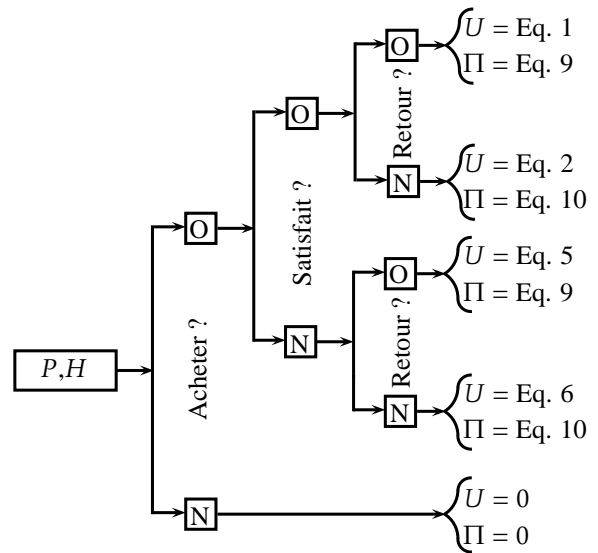 O
U = Eq. 1
Π = Eq. 9
Retour ?
O
N
U = Eq. 2
Π = Eq. 10
Satisfait ?
O
O
U = Eq. 5
Π = Eq. 9
Retour ?
N
Acheter ?
P,H
N
U = Eq. 6
Π = Eq. 10
N
U = 0
Π = 0